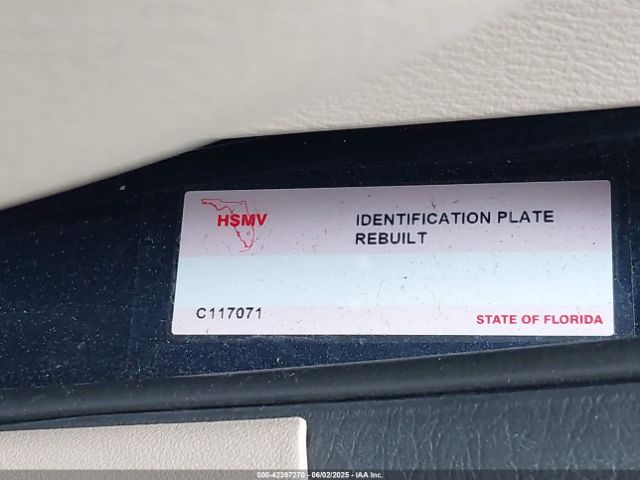 HSMV
IDENTIFICATION PLATE
REBUILT
C117071
STATE OF FLORIDA
000-42397270 - 06/02/2025 - IAA Inc.